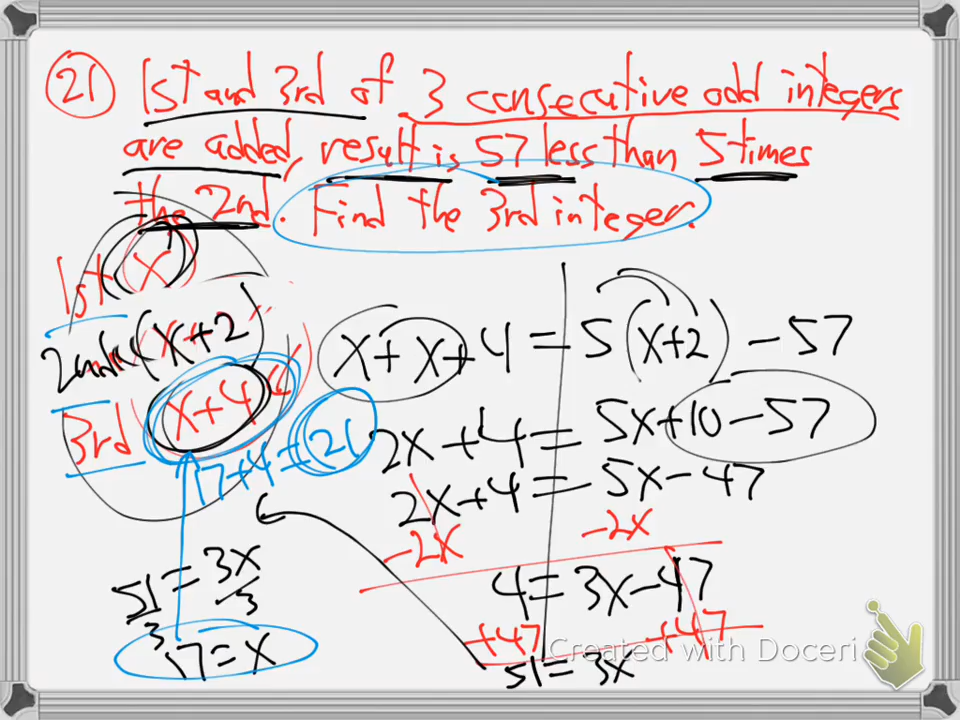 21 1st and 3rd of 3 consecutive odd integers
are added, result is 57 less than 5 times
the 2nd. Find the 3rd integer.
1st (x)
2nd (x+2)
3rd x+4
17+4=21
x+x+4=5(x+2)-57
2x+4=5x+10-57
2x+4=5x-47
-2x -2x
4=3x-47
+47 +47
51=3x
51=3x
3 3
17=x
Created with Doceri